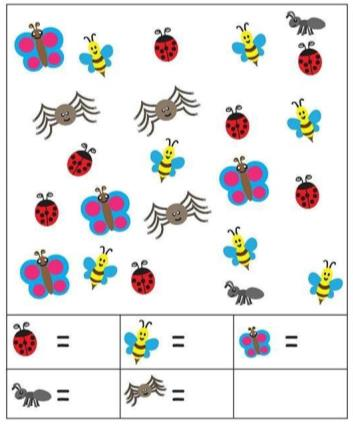 = = =
= =